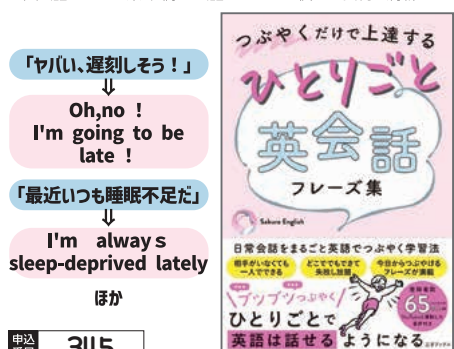 「ヤバい、遅刻しそう！」
⇓
Oh,no !
I'm going to be
late !
「最近いつも睡眠不足だ」
⇓
I'm always
sleep-deprived lately
ほか
申込
3115
つぶやくだけで上達する
ひとりごと
英会話
フレーズ集
Sakura English
日常会話をまるごと英語でつぶやく学習法
相手がいなくても
一人でできる
どこででもできて
失敗し放題
今日からつぶやける
フレーズが満載
ブツブツつぶやく
ひとりごとで
英語は話せる
ようになる
65